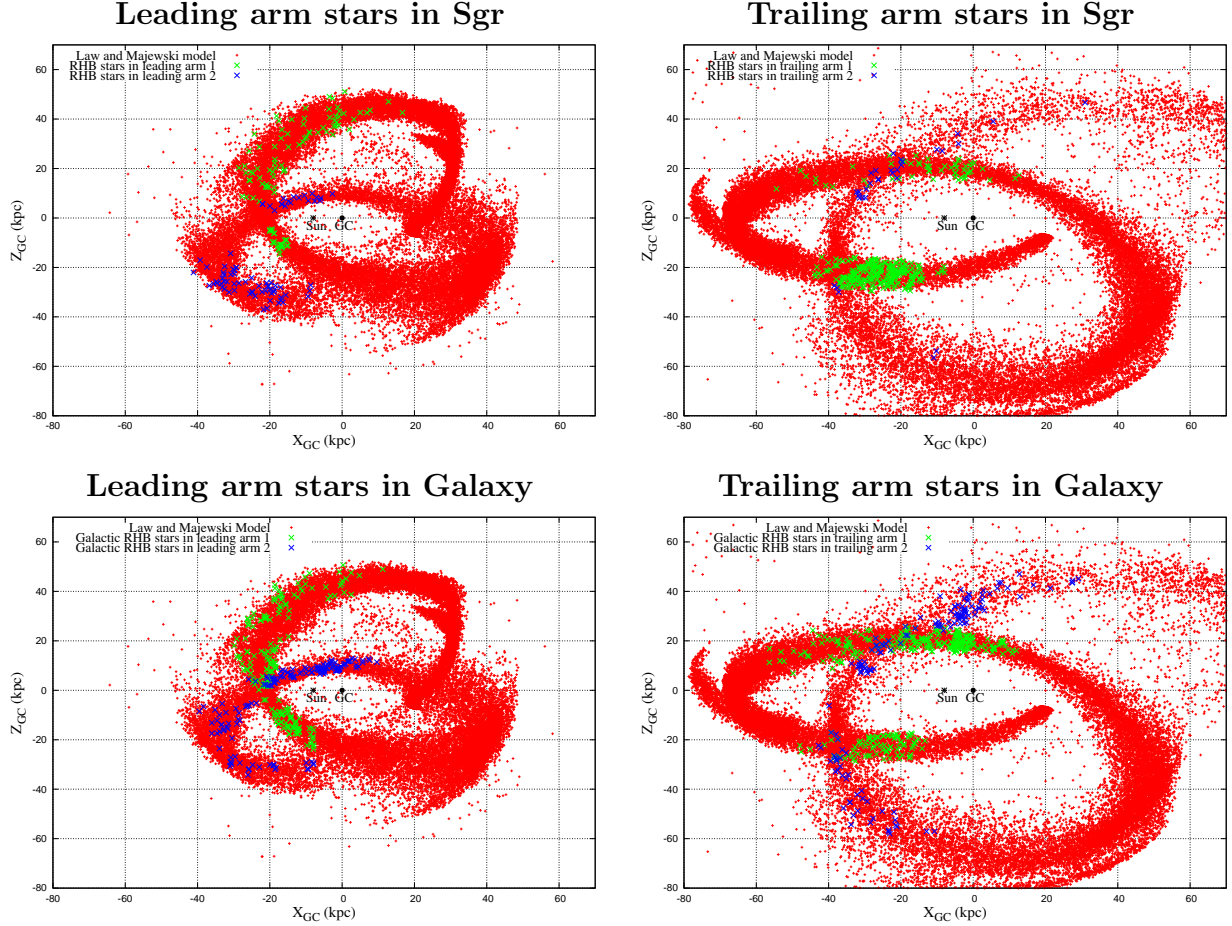 Leading arm stars in Sgr
Law and Majewski model
RHB stars in leading arm 1
RHB stars in leading arm 2
60
40
20
0
-20
-40
-60
-80
Z_GC (kpc)
Sun GC
-80 -60 -40 -20 0 20 40 60
X_GC (kpc)
Trailing arm stars in Sgr
Law and Majewski model
RHB stars in trailing arm 1
RHB stars in trailing arm 2
60
40
20
0
-20
-40
-60
-80
Z_GC (kpc)
Sun GC
-80 -60 -40 -20 0 20 40 60
X_GC (kpc)
Leading arm stars in Galaxy
Law and Majewski Model
Galactic RHB stars in leading arm 1
Galactic RHB stars in leading arm 2
60
40
20
0
-20
-40
-60
-80
Z_GC (kpc)
Sun GC
-80 -60 -40 -20 0 20 40 60
X_GC (kpc)
Trailing arm stars in Galaxy
Law and Majewski Model
Galactic RHB stars in trailing arm 1
Galactic RHB stars in trailing arm 2
60
40
20
0
-20
-40
-60
-80
Z_GC (kpc)
Sun GC
-80 -60 -40 -20 0 20 40 60
X_GC (kpc)